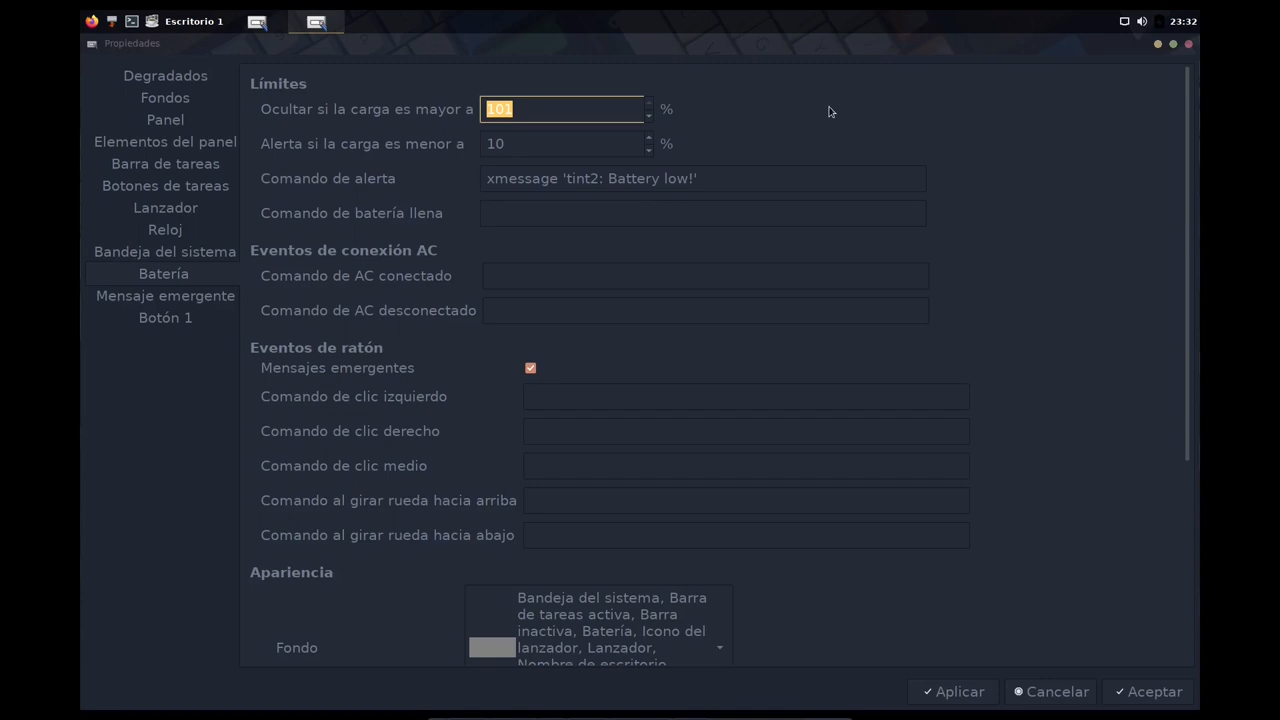 Escritorio 1
23:32
Propiedades
Degradados
Fondos
Panel
Elementos del panel
Barra de tareas
Botones de tareas
Lanzador
Reloj
Bandeja del sistema
Batería
Mensaje emergente
Botón 1
Límites
Ocultar si la carga es mayor a 101 %
Alerta si la carga es menor a 10 %
Comando de alerta xmessage 'tint2: Battery low!'
Comando de batería llena
Eventos de conexión AC
Comando de AC conectado
Comando de AC desconectado
Eventos de ratón
Mensajes emergentes
Comando de clic izquierdo
Comando de clic derecho
Comando de clic medio
Comando al girar rueda hacia arriba
Comando al girar rueda hacia abajo
Apariencia
Fondo
Bandeja del sistema, Barra
de tareas activa, Barra
inactiva, Batería, Icono del
lanzador, Lanzador,
Nombre de escritorio
Aplicar
Cancelar
Aceptar